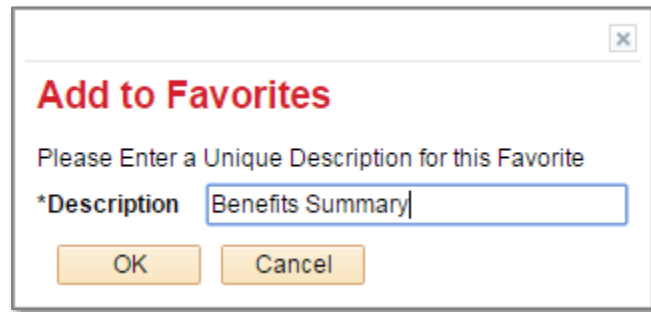 Add to Favorites
Please Enter a Unique Description for this Favorite
*Description Benefits Summary
OK Cancel